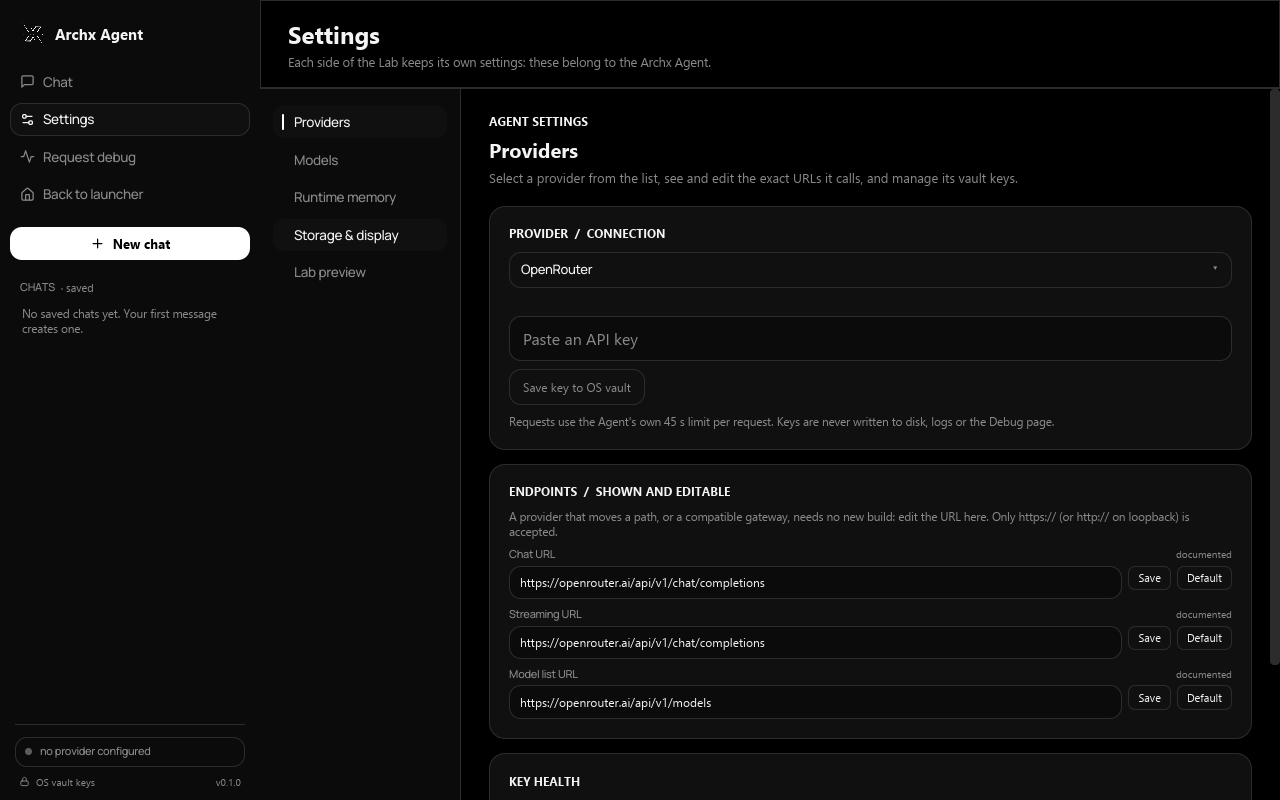 Archx Agent
Chat
Settings
Request debug
Back to launcher
+ New chat
CHATS · saved
No saved chats yet. Your first message
creates one.
no provider configured
OS vault keys
v0.1.0
Settings
Each side of the Lab keeps its own settings: these belong to the Archx Agent.
Providers
Models
Runtime memory
Storage & display
Lab preview
AGENT SETTINGS
Providers
Select a provider from the list, see and edit the exact URLs it calls, and manage its vault keys.
PROVIDER / CONNECTION
OpenRouter
Paste an API key
Save key to OS vault
Requests use the Agent's own 45 s limit per request. Keys are never written to disk, logs or the Debug page.
ENDPOINTS / SHOWN AND EDITABLE
A provider that moves a path, or a compatible gateway, needs no new build: edit the URL here. Only https:// (or http:// on loopback) is
accepted.
Chat URL documented
https://openrouter.ai/api/v1/chat/completions Save Default
Streaming URL documented
https://openrouter.ai/api/v1/chat/completions Save Default
Model list URL documented
https://openrouter.ai/api/v1/models Save Default
KEY HEALTH